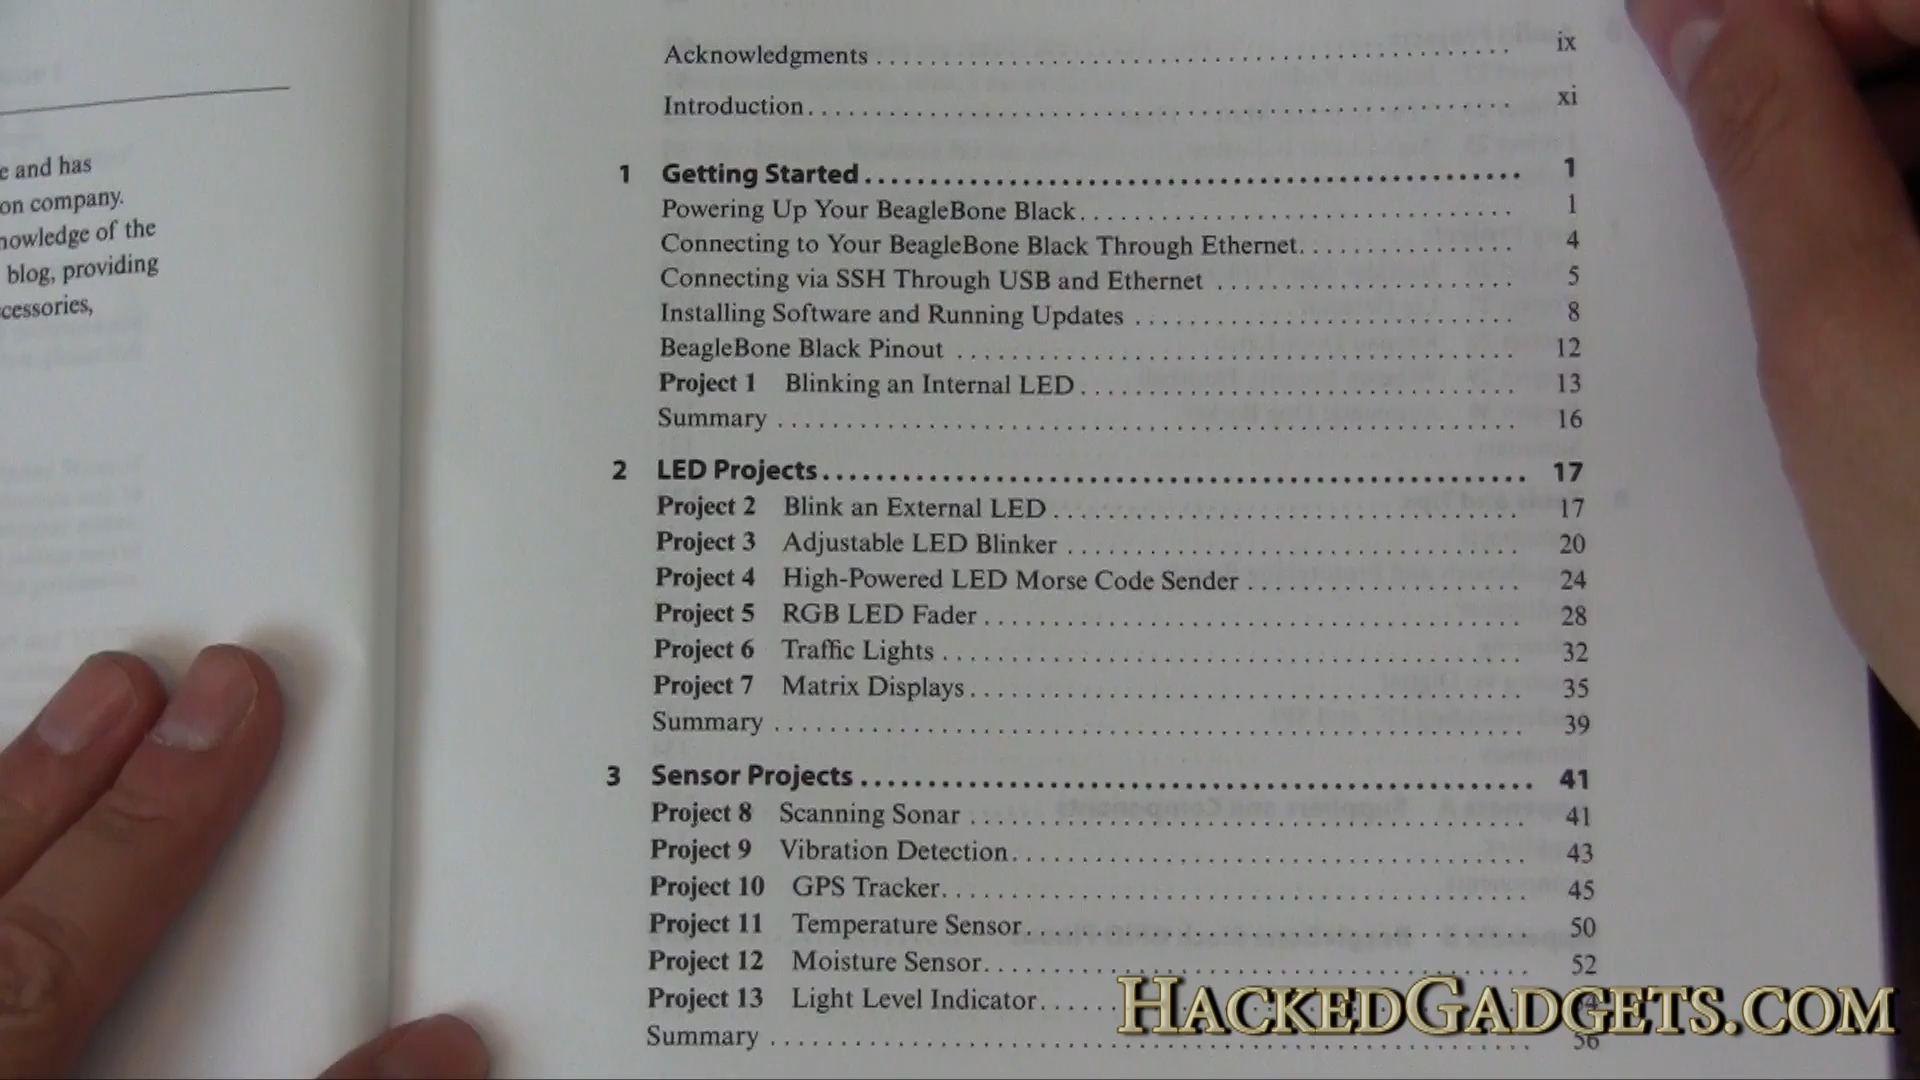 e and has
on company.
nowledge of the
blog, providing
ccessories,
Acknowledgments ix
Introduction xi
1 Getting Started 1
Powering Up Your BeagleBone Black 1
Connecting to Your BeagleBone Black Through Ethernet 4
Connecting via SSH Through USB and Ethernet 5
Installing Software and Running Updates 8
BeagleBone Black Pinout 12
Project 1 Blinking an Internal LED 13
Summary 16
2 LED Projects 17
Project 2 Blink an External LED 17
Project 3 Adjustable LED Blinker 20
Project 4 High-Powered LED Morse Code Sender 24
Project 5 RGB LED Fader 28
Project 6 Traffic Lights 32
Project 7 Matrix Displays 35
Summary 39
3 Sensor Projects 41
Project 8 Scanning Sonar 41
Project 9 Vibration Detection 43
Project 10 GPS Tracker 45
Project 11 Temperature Sensor 50
Project 12 Moisture Sensor 52
Project 13 Light Level Indicator
Summary 56
HACKEDGADGETS.COM